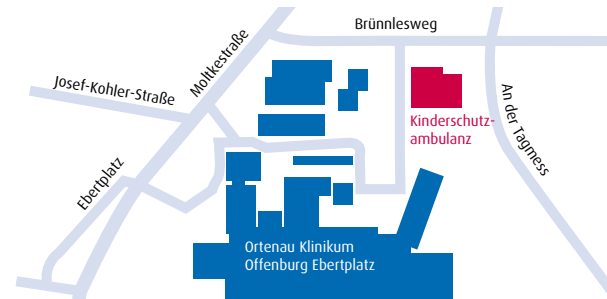 Brünnlesweg
Moltkestraße
Josef-Kohler-Straße
An der Tagmess
Kinderschutz-
ambulanz
Ebertplatz
Ortenau Klinikum
Offenburg Ebertplatz